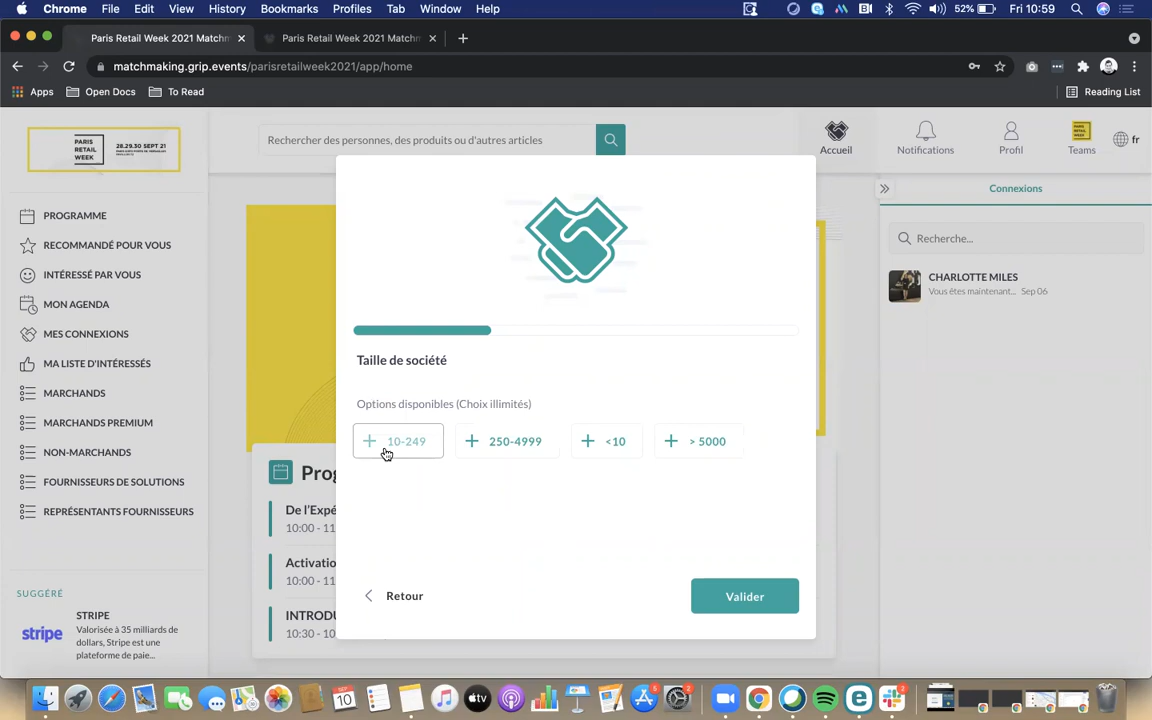 Chrome File Edit View History Bookmarks Profiles Tab Window Help 52% Fri 10:59
Paris Retail Week 2021 Matchm Paris Retail Week 2021 Matchm
matchmaking.grip.events/parisretailweek2021/app/home
Apps Open Docs To Read Reading List
PARIS RETAIL WEEK 28.29.30 SEPT 21
Rechercher des personnes, des produits ou d'autres articles
Accueil Notifications Profil Teams fr
Connexions
PROGRAMME
RECOMMANDÉ POUR VOUS
INTÉRESSÉ PAR VOUS
MON AGENDA
MES CONNEXIONS
MA LISTE D'INTÉRESSÉS
MARCHANDS
MARCHANDS PREMIUM
NON-MARCHANDS
FOURNISSEURS DE SOLUTIONS
REPRÉSENTANTS FOURNISSEURS
SUGGÉRÉ
stripe
STRIPE
Valorisée à 35 milliards de
dollars, Stripe est une
plateforme de paie...
Prog
De l'Expé
10:00 - 11
Activatio
10:00 - 11
INTRODU
10:30 - 10
Taille de société
Options disponibles (Choix illimités)
10-249 250-4999 <10 > 5000
Retour Valider
Recherche...
CHARLOTTE MILES
Vous êtes maintenant... Sep 06
SEP
10
tv